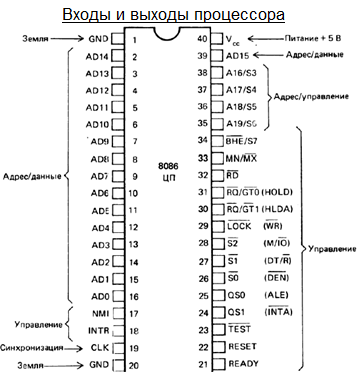 Входы и выходы процессора
Земля GND 1 40 Vcc Питание + 5 В
AD14 2 39 AD15 Адрес/данные
AD13 3 38 A16/S3
AD12 4 37 A17/S4
AD11 5 36 A18/S5 Адрес/управление
AD10 6 35 A19/S6
AD9 7 34 BHE/S7
AD8 8 8086 33 MN/MX
Адрес/данные AD7 9 ЦП 32 RD
AD6 10 31 RQ/GT0 (HOLD)
AD5 11 30 RQ/GT1 (HLDA)
AD4 12 29 LOCK (WR)
AD3 13 28 S2 (M/IO) Управление
AD2 14 27 S1 (DT/R)
AD1 15 26 S0 (DEN)
AD0 16 25 QS0 (ALE)
Управление NMI 17 24 QS1 (INTA)
INTR 18 23 TEST
Синхронизация CLK 19 22 RESET
Земля GND 20 21 READY